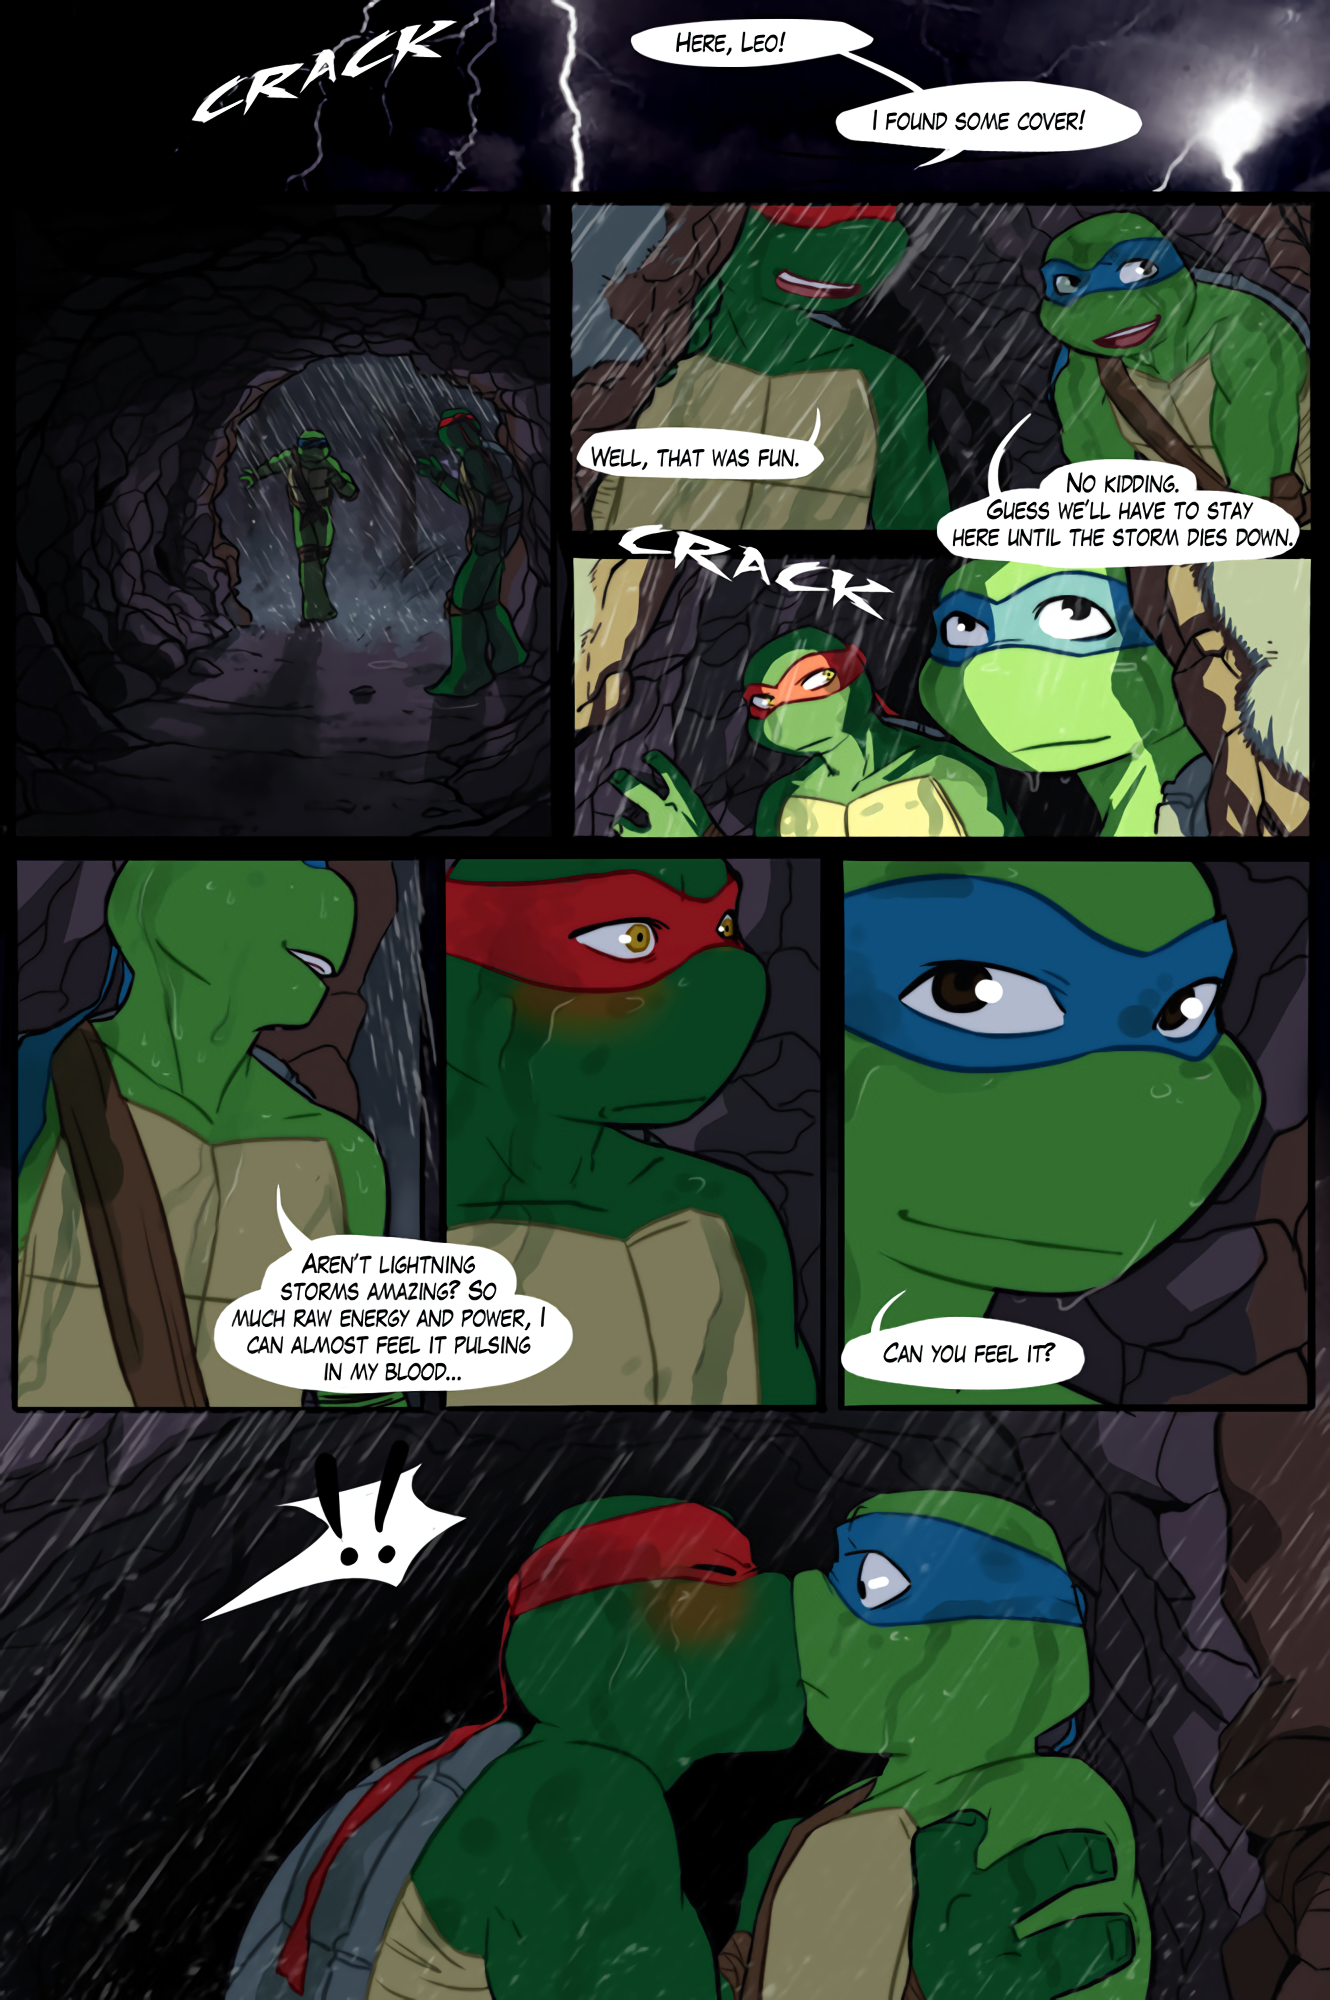 CRACK
HERE, LEO!
I FOUND SOME COVER!
WELL, THAT WAS FUN.
NO KIDDING.
GUESS WE'LL HAVE TO STAY
HERE UNTIL THE STORM DIES DOWN.
CRACK
AREN'T LIGHTNING
STORMS AMAZING? SO
MUCH RAW ENERGY AND POWER, I
CAN ALMOST FEEL IT PULSING
IN MY BLOOD...
CAN YOU FEEL IT?
!!